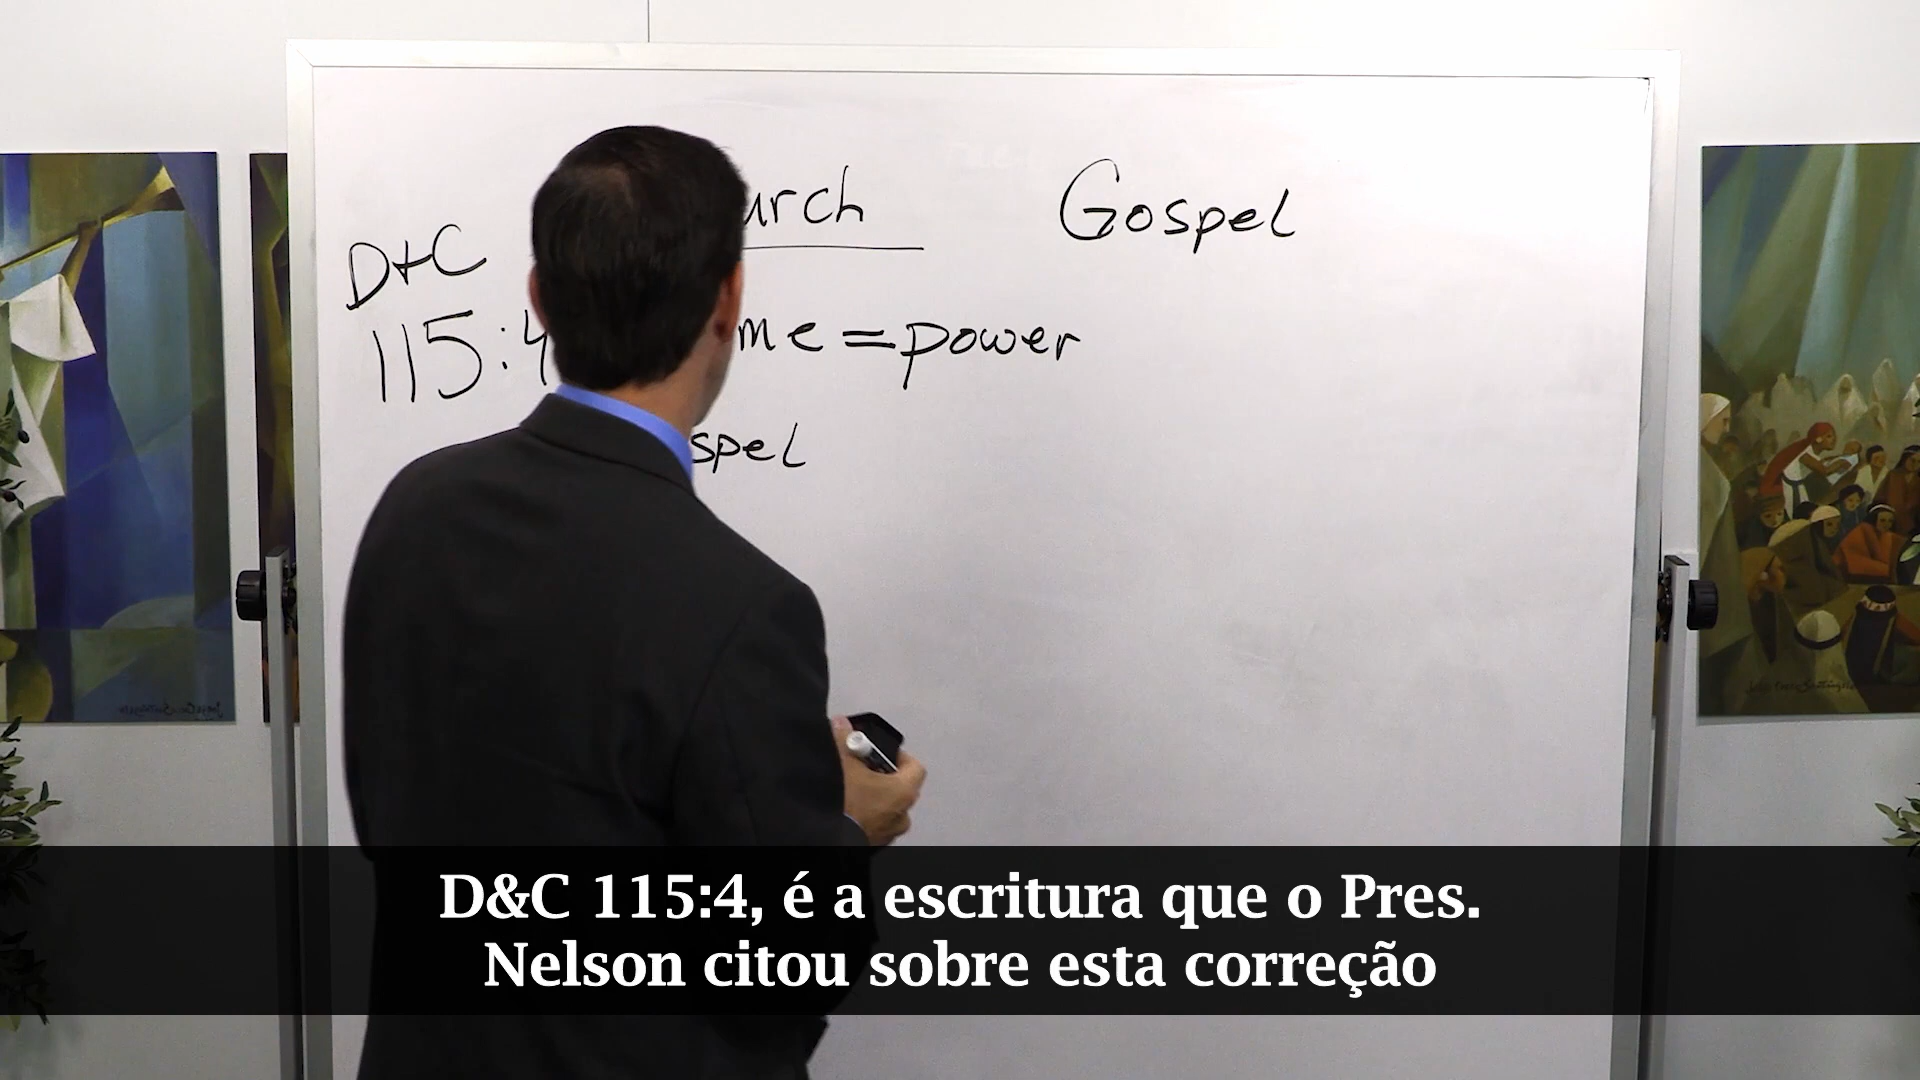 urch Gospel
D+C
115:4 me = power
spel
D&C 115:4, é a escritura que o Pres.
Nelson citou sobre esta correção